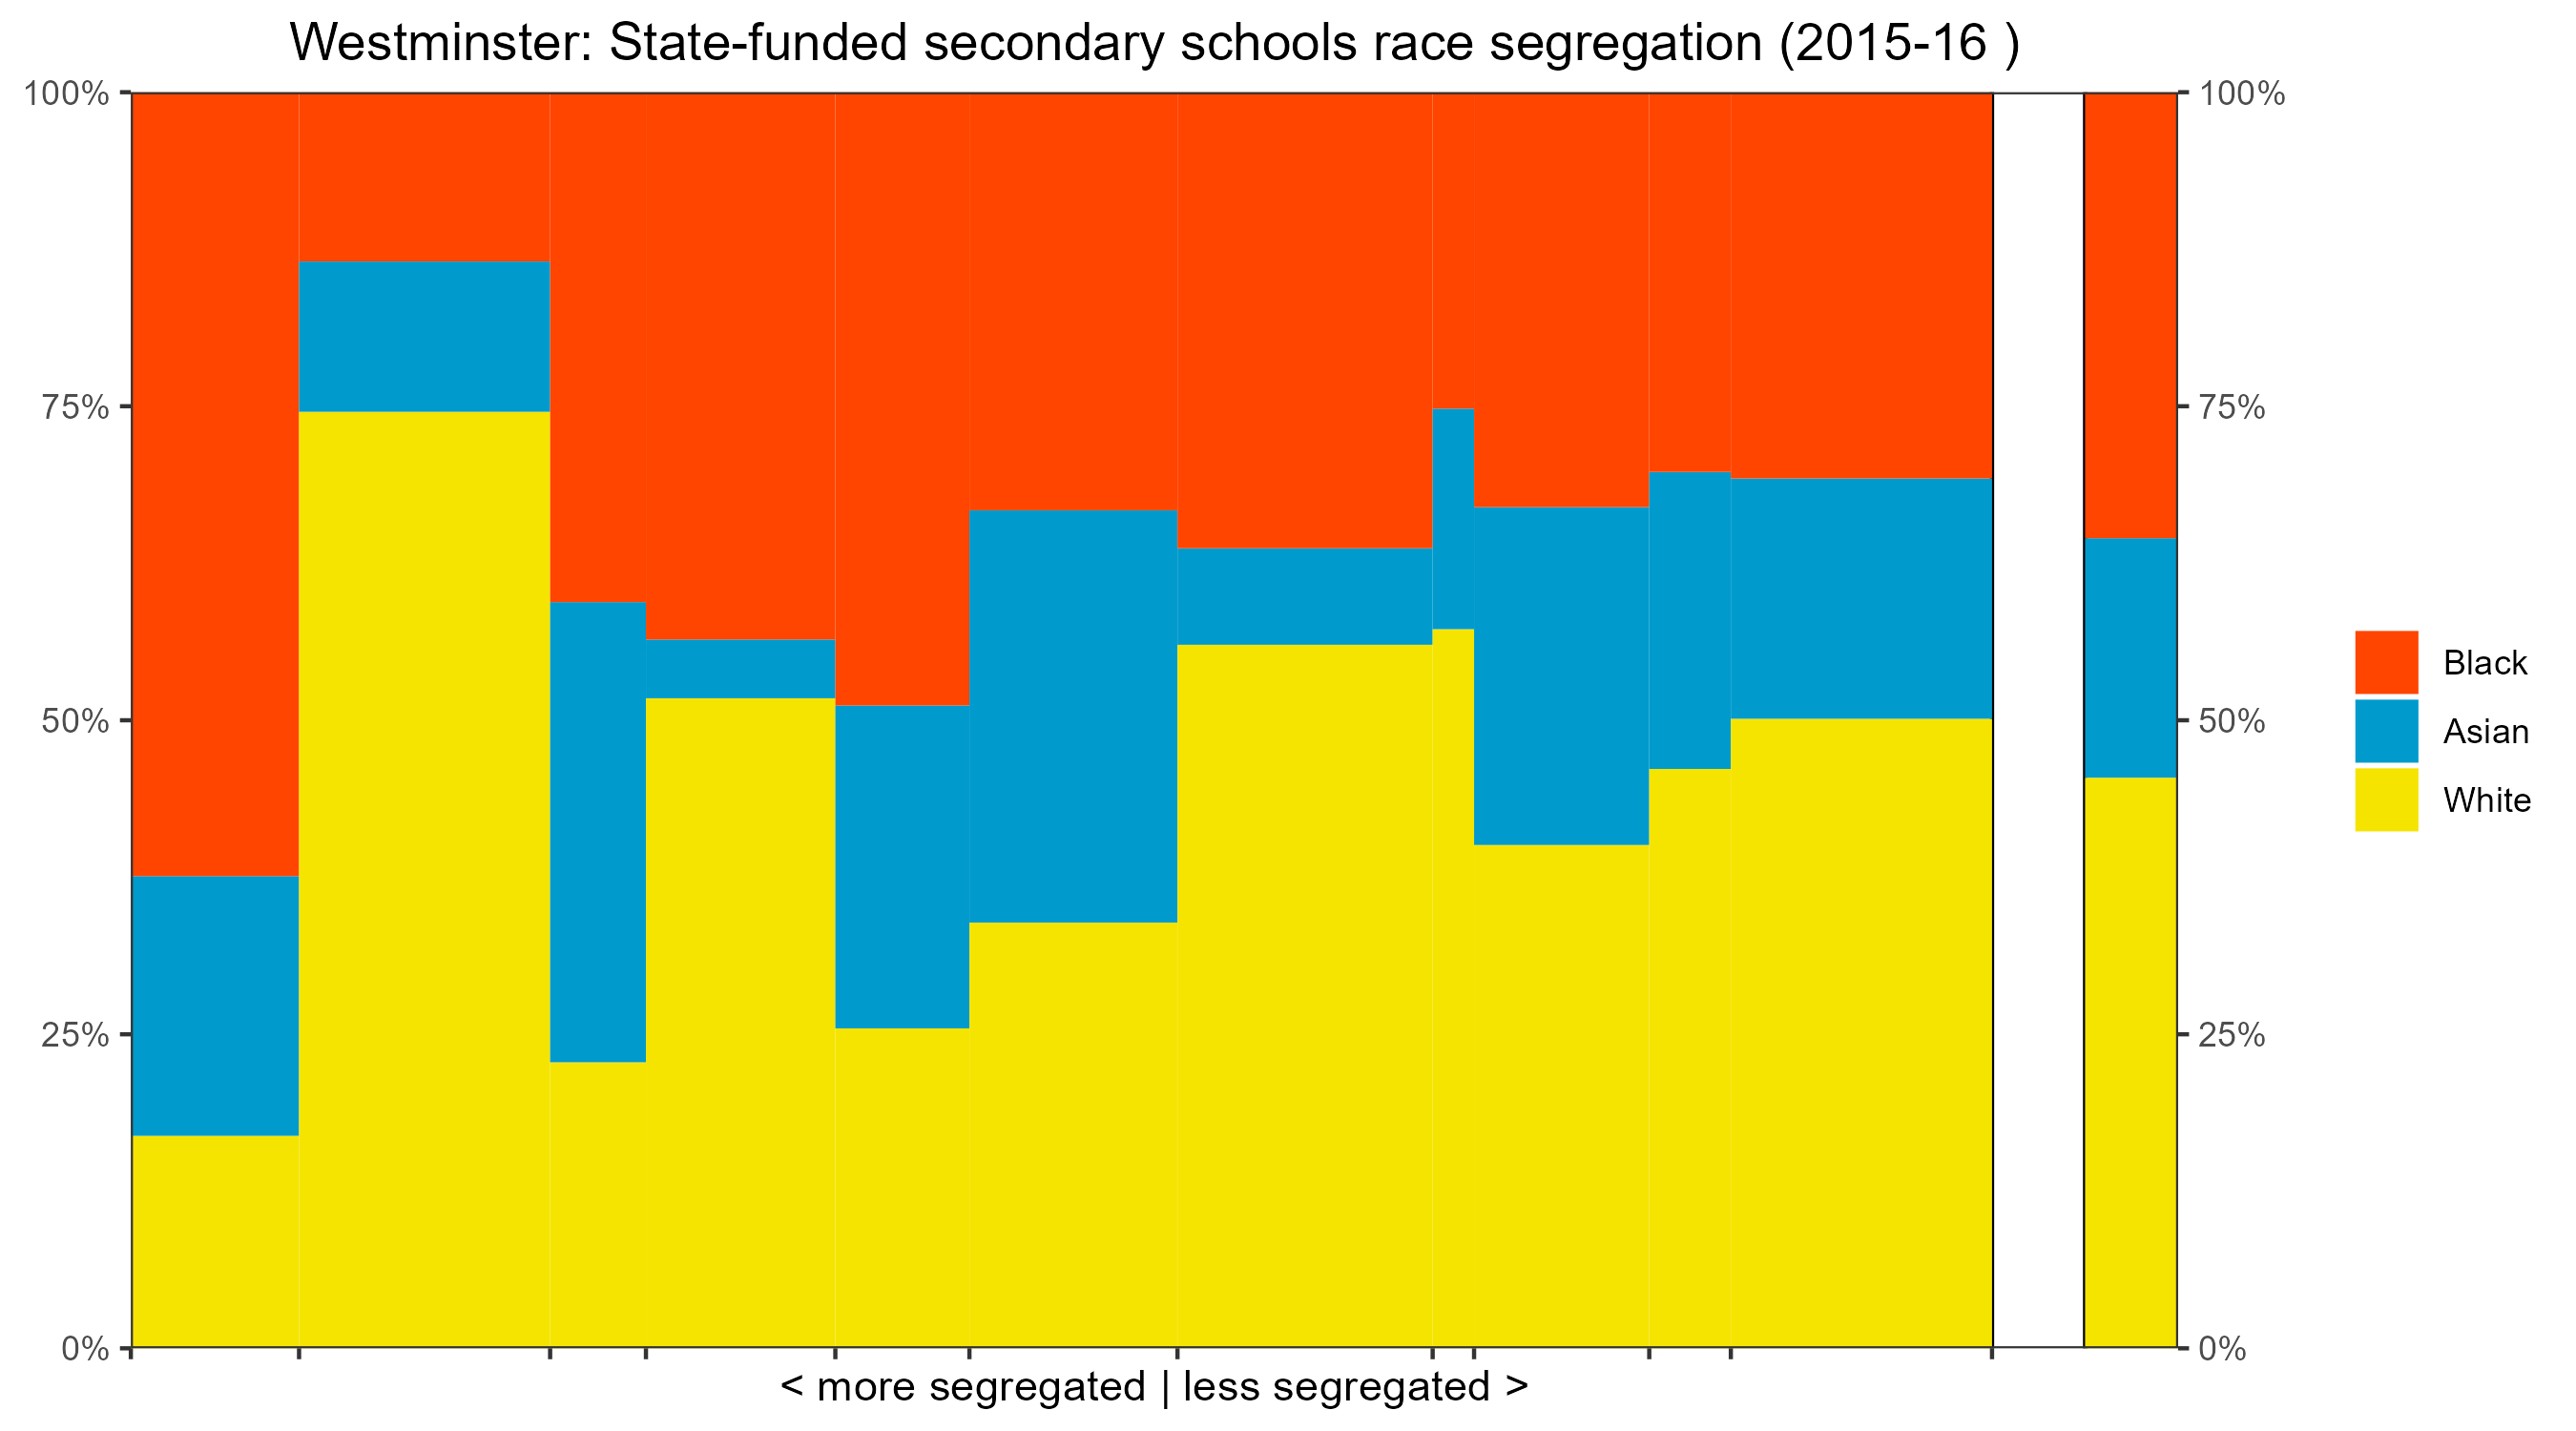 Westminster: State-funded secondary schools race segregation (2015-16 )
100%
75%
50%
25%
0%
100%
75%
50%
25%
0%
Black
Asian
White
< more segregated | less segregated >